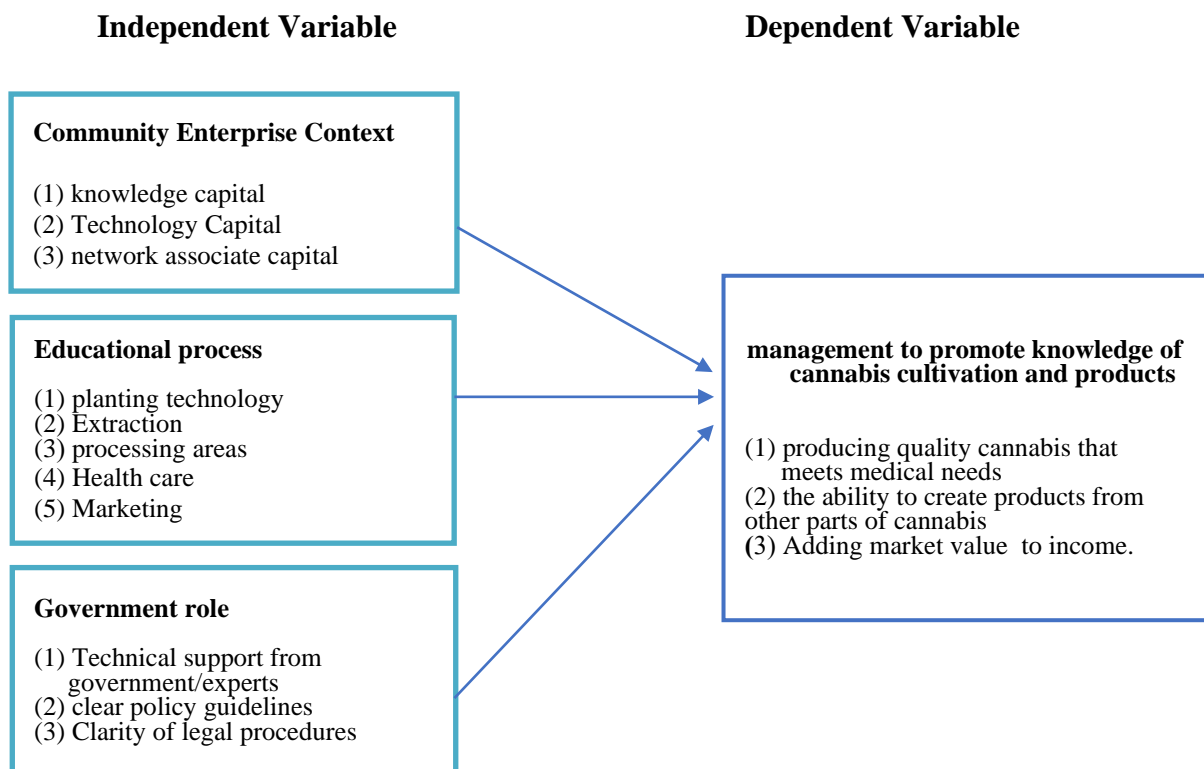 Independent Variable
Dependent Variable
Community Enterprise Context
(1) knowledge capital
(2) Technology Capital
(3) network associate capital
Educational process
(1) planting technology
(2) Extraction
(3) processing areas
(4) Health care
(5) Marketing
Government role
(1) Technical support from
government/experts
(2) clear policy guidelines
(3) Clarity of legal procedures
management to promote knowledge of
cannabis cultivation and products
(1) producing quality cannabis that
meets medical needs
(2) the ability to create products from
other parts of cannabis
(3) Adding market value to income.